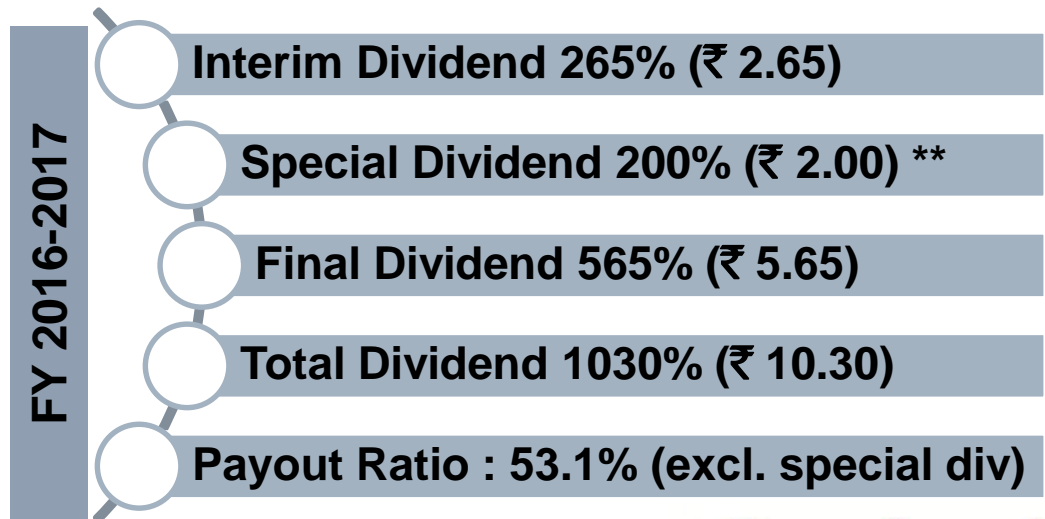 FY 2016-2017
Interim Dividend 265% (₹ 2.65)
Special Dividend 200% (₹ 2.00) **
Final Dividend 565% (₹ 5.65)
Total Dividend 1030% (₹ 10.30)
Payout Ratio : 53.1% (excl. special div)